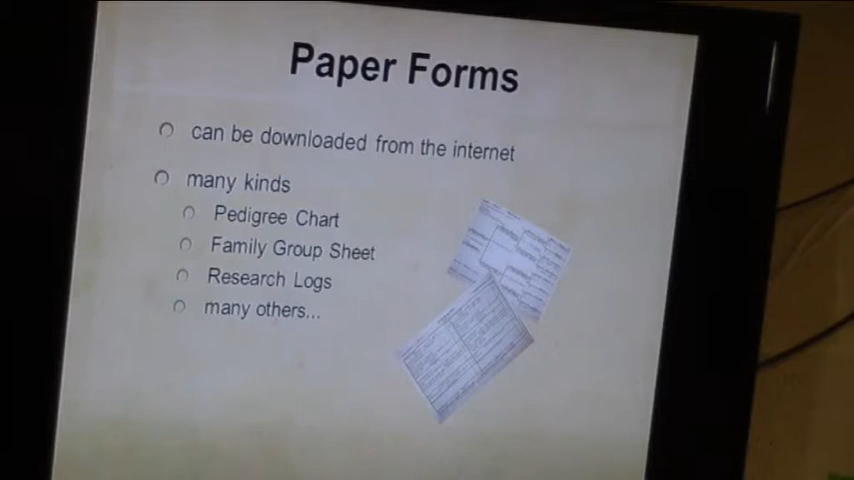 Paper Forms
can be downloaded from the internet
many kinds
Pedigree Chart
Family Group Sheet
Research Logs
many others...